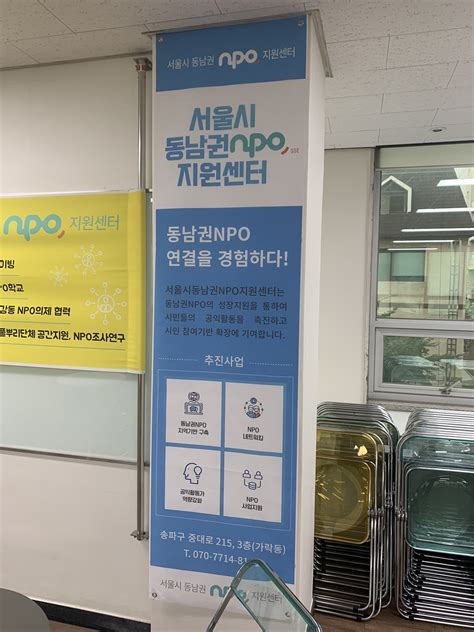 서울시 동남권 npo 지원센터
서울시
동남권npo
지원센터
동남권NPO
연결을 경험하다!
서울시동남권NPO지원센터는
동남권NPO의 성장지원을 통하여
시민들의 공익활동을 촉진하고
시민 참여기반 확장에 기여합니다.
추진사업
동남권NPO
지역기반 구축
NPO
네트워킹
공익활동가
역량강화
NPO
사업지원
송파구 중대로 215, 3층(가락동)
T. 070-7714-81
서울시 동남권 npo 지원센터
npo 지원센터
NPO의제 협력
풀뿌리단체 공간지원. NPO조사연구